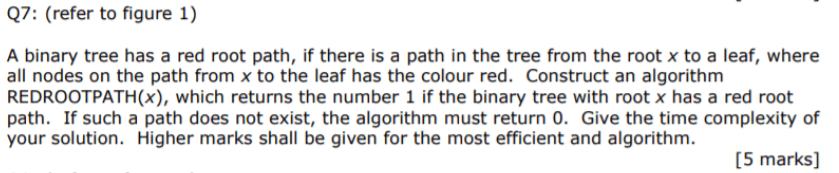 Q7: (refer to figure 1)
A binary tree has a red root path, if there is a path in the tree from the root x to a leaf, where
all nodes on the path from x to the leaf has the colour red. Construct an algorithm
REDROOTPATH(x), which returns the number 1 if the binary tree with root x has a red root
path. If such a path does not exist, the algorithm must return 0. Give the time complexity of
your solution. Higher marks shall be given for the most efficient and algorithm.
[5 marks]